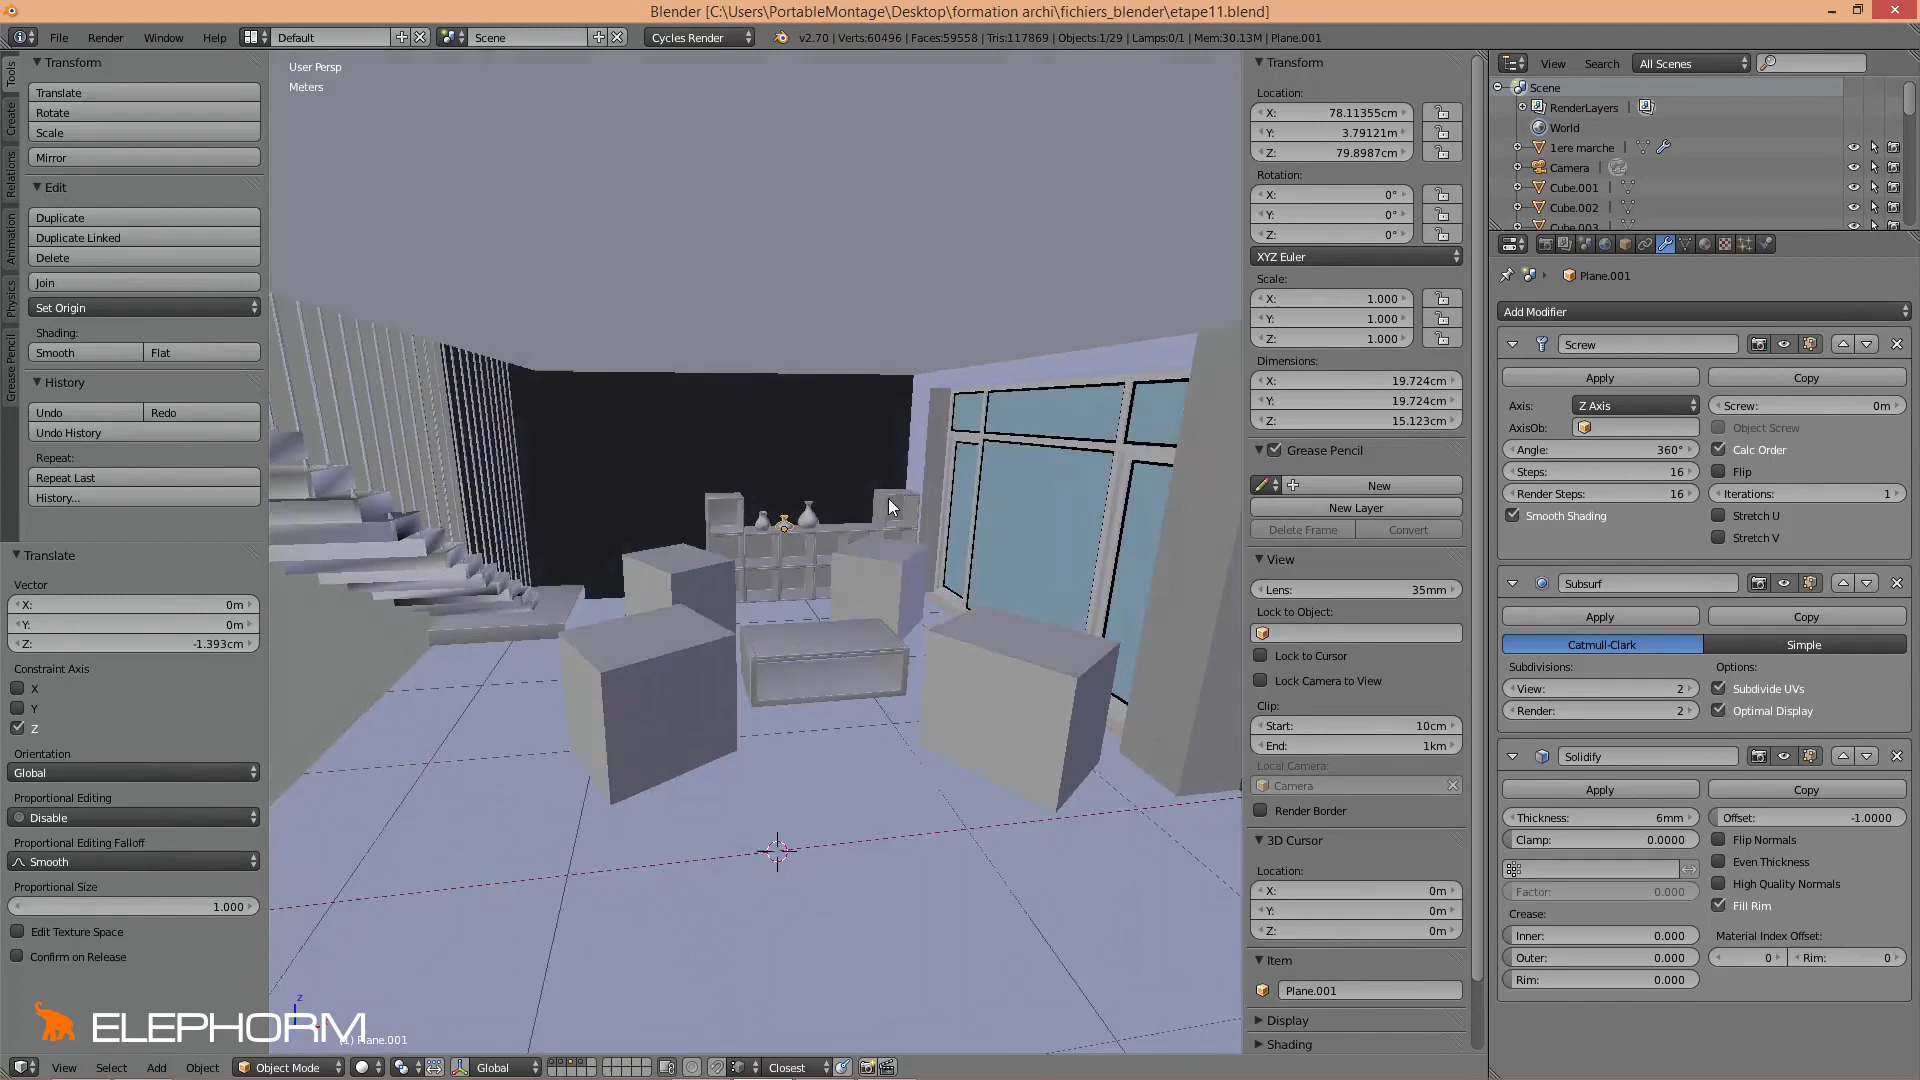 Blender [C:\Users\PortableMontage\Desktop\formation archi\fichiers_blender\etape11.blend]
File Render Window Help Default Scene Cycles Render v2.70 | Verts:60496 | Faces:59558 | Tris:117869 | Objects:1/29 | Lamps:0/1 | Mem:30.13M | Plane.001
Tools
Create
Relations
Animation
Physics
Grease Pencil
Transform
Translate
Rotate
Scale
Mirror
Edit
Duplicate
Duplicate Linked
Delete
Join
Set Origin
Shading:
Smooth Flat
History
Undo Redo
Undo History
Repeat:
Repeat Last
History...
Translate
Vector
X: 0m
Y: 0m
Z: -1.393cm
Constraint Axis
X
Y
Z
Orientation
Global
Proportional Editing
Disable
Proportional Editing Falloff
Smooth
Proportional Size
1.000
Edit Texture Space
Confirm on Release
User Persp
Meters
z
ELEPHORM
(1) Plane.001
View Select Add Object Object Mode Global Closest
Transform
Location:
X: 78.11355cm
Y: 3.79121m
Z: 79.8987cm
Rotation:
X: 0°
Y: 0°
Z: 0°
XYZ Euler
Scale:
X: 1.000
Y: 1.000
Z: 1.000
Dimensions:
X: 19.724cm
Y: 19.724cm
Z: 15.123cm
Grease Pencil
New
New Layer
Delete Frame Convert
View
Lens: 35mm
Lock to Object:
Lock to Cursor
Lock Camera to View
Clip:
Start: 10cm
End: 1km
Local Camera:
Camera
Render Border
3D Cursor
Location:
X: 0m
Y: 0m
Z: 0m
Item
Plane.001
Display
Shading
View Search All Scenes
Scene
RenderLayers |
World
1ere marche |
Camera |
Cube.001 |
Cube.002 |
Cube.003
Plane.001
Add Modifier
Screw
Apply Copy
Axis: Z Axis Screw: 0m
AxisOb: Object Screw
Angle: 360° Calc Order
Steps: 16 Flip
Render Steps: 16 Iterations: 1
Smooth Shading Stretch U
Stretch V
Subsurf
Apply Copy
Catmull-Clark Simple
Subdivisions: Options:
View: 2 Subdivide UVs
Render: 2 Optimal Display
Solidify
Apply Copy
Thickness: 6mm Offset: -1.0000
Clamp: 0.0000 Flip Normals
Even Thickness
Factor: 0.000 High Quality Normals
Crease: Fill Rim
Inner: 0.000 Material Index Offset:
Outer: 0.000 0 Rim: 0
Rim: 0.000